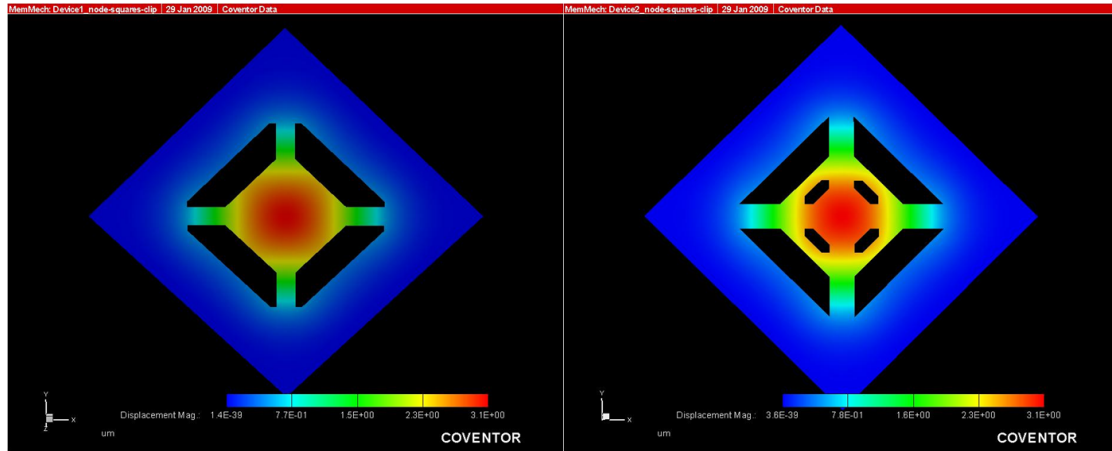 MemMech: Device1_node-squares-clip | 29 Jan 2009 | Coventor Data
Y
X
Z
Displacement Mag.: 1.4E-39 7.7E-01 1.5E+00 2.3E+00 3.1E+00
um
COVENTOR
MemMech: Device2_node-squares-clip | 29 Jan 2009 | Coventor Data
Y
X
Displacement Mag.: 3.6E-39 7.8E-01 1.6E+00 2.3E+00 3.1E+00
um
COVENTOR